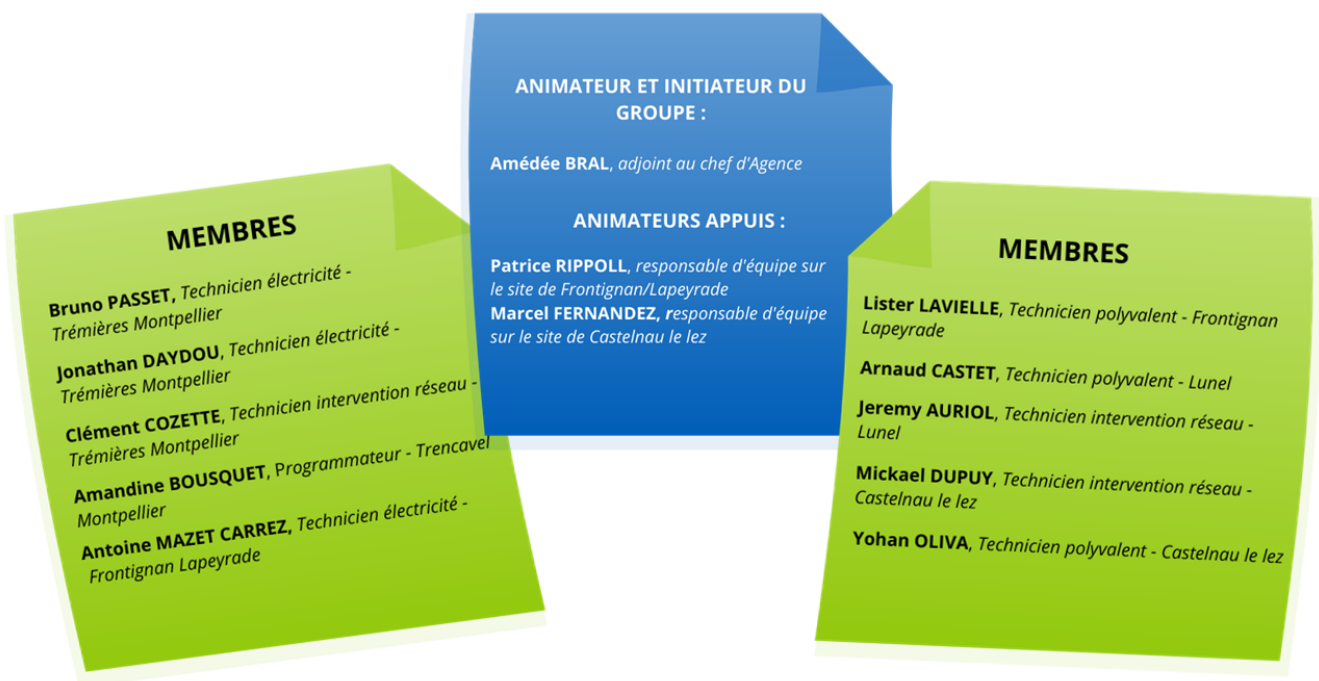 ANIMATEUR ET INITIATEUR DU
GROUPE :
Amédée BRAL, adjoint au chef d'Agence
ANIMATEURS APPUIS :
Patrice RIPPOLL, responsable d'équipe sur
le site de Frontignan/Lapeyrade
Marcel FERNANDEZ, responsable d'équipe
sur le site de Castelnau le lez
MEMBRES
Bruno PASSET, Technicien électricité -
Trémières Montpellier
Jonathan DAYDOU, Technicien électricité -
Trémières Montpellier
Clément COZETTE, Technicien intervention réseau -
Trémières Montpellier
Amandine BOUSQUET, Programmateur - Trencavel
Montpellier
Antoine MAZET CARREZ, Technicien électricité -
Frontignan Lapeyrade
MEMBRES
Lister LAVIELLE, Technicien polyvalent - Frontignan
Lapeyrade
Arnaud CASTET, Technicien polyvalent - Lunel
Jeremy AURIOL, Technicien intervention réseau -
Lunel
Mickael DUPUY, Technicien intervention réseau -
Castelnau le lez
Yohan OLIVA, Technicien polyvalent - Castelnau le lez